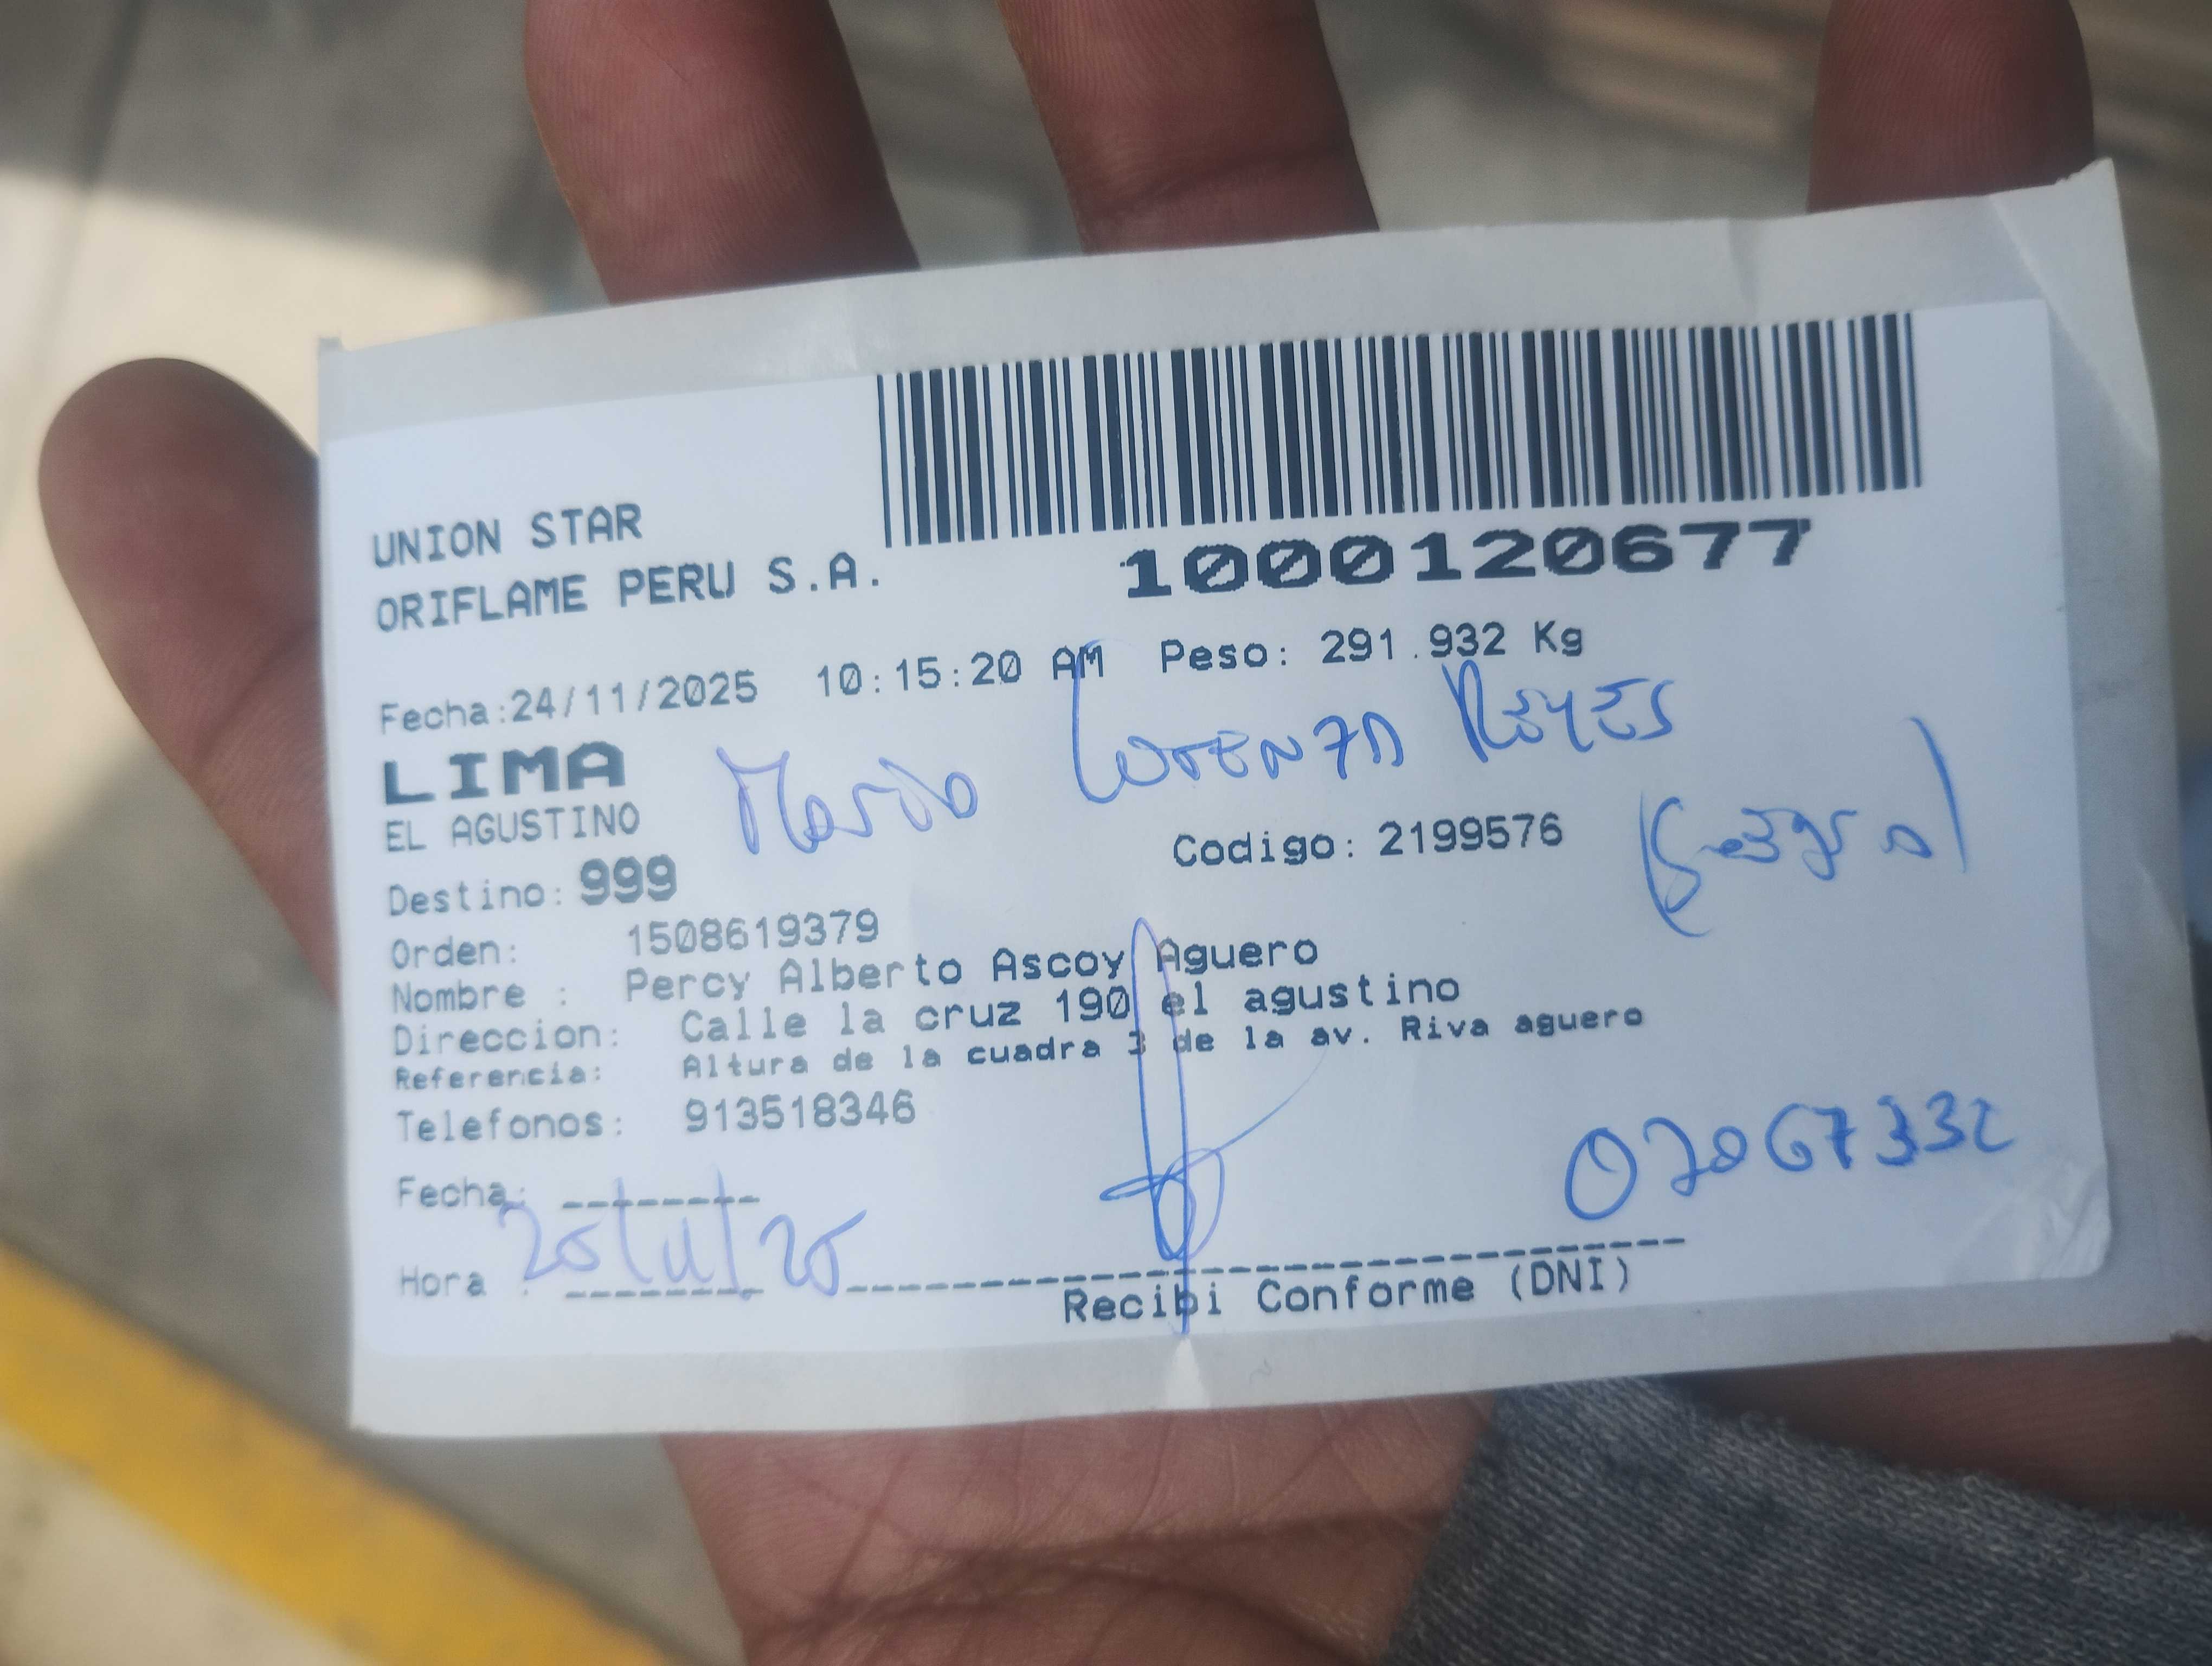 UNION STAR
ORIFLAME PERU S.A.
1000120677
Fecha:24/11/2025 10:15:20 AM Peso: 291.932 Kg
LIMA
EL AGUSTINO
REYES
Destino: 999
Codigo: 2199576
Orden: 1508619379
Nombre : Percy Alberto Ascoy Aguero
Direccion: Calle la cruz 190 el agustino
Referencia: Altura de la cuadra 3 de la av. Riva aguero
Telefonos: 913518346
Fecha:
25/11/25
Hora :
Recibi Conforme (DNI)